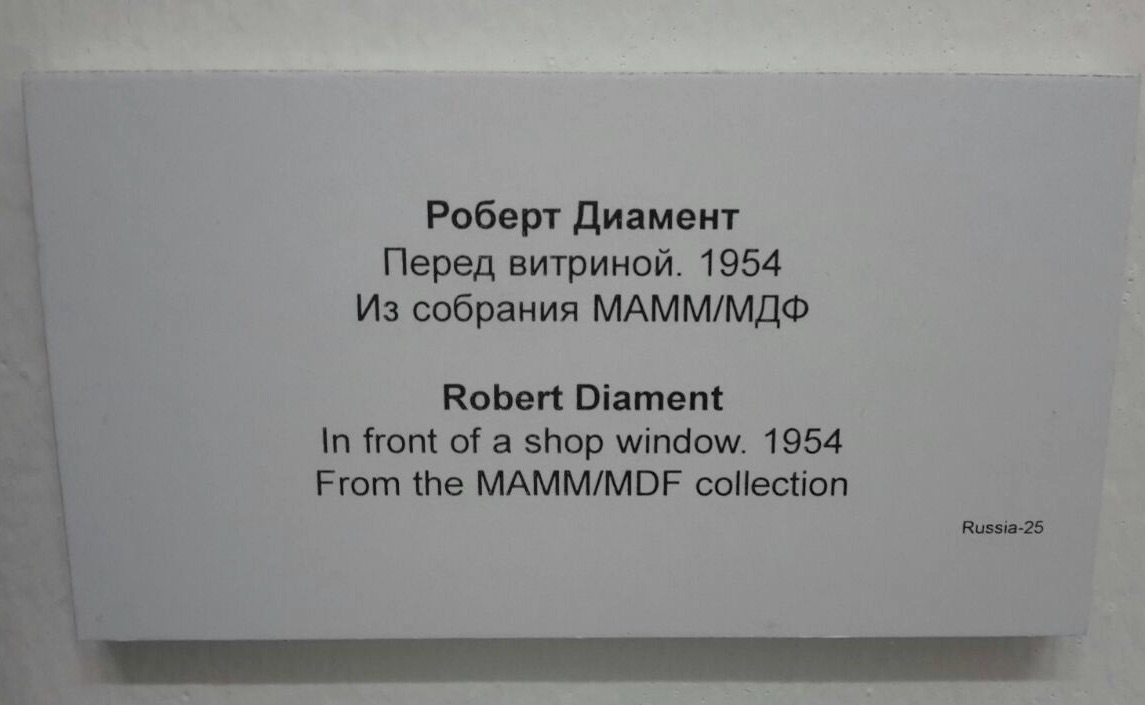 Роберт Диамент
Перед витриной. 1954
Из собрания МАММ/МДФ
Robert Diament
In front of a shop window. 1954
From the MAMM/MDF collection
Russia-25